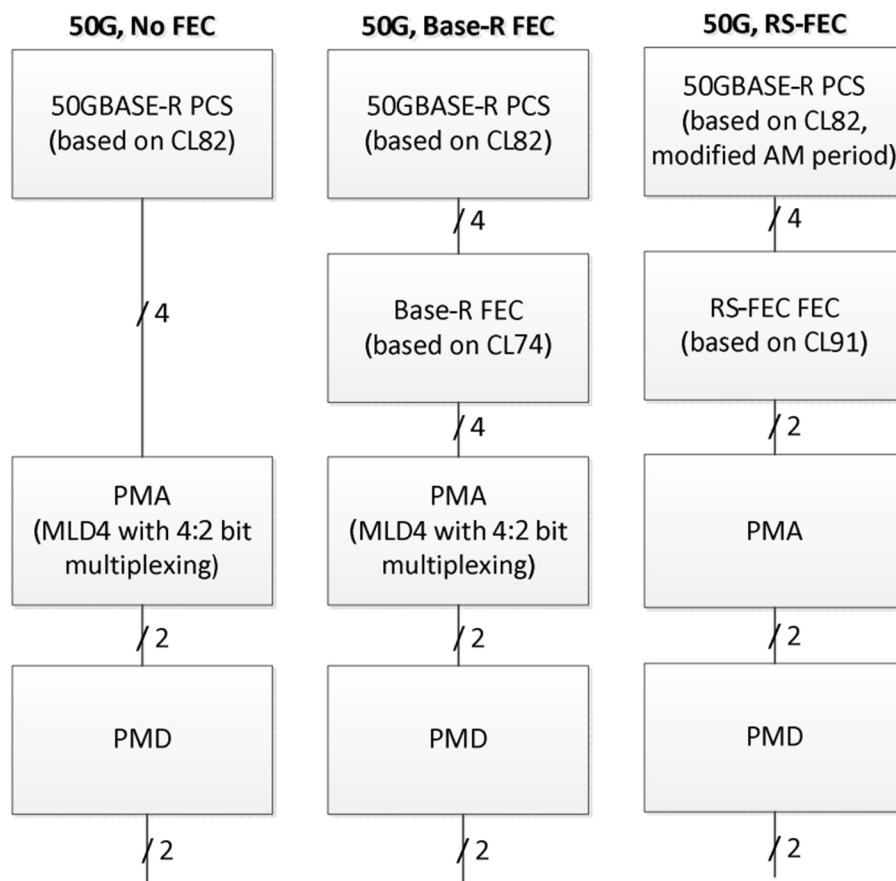 50G, No FEC
50GBASE-R PCS
(based on CL82)
/ 4
PMA
(MLD4 with 4:2 bit
multiplexing)
/ 2
PMD
/ 2
50G, Base-R FEC
50GBASE-R PCS
(based on CL82)
/ 4
Base-R FEC
(based on CL74)
/ 4
PMA
(MLD4 with 4:2 bit
multiplexing)
/ 2
PMD
/ 2
50G, RS-FEC
50GBASE-R PCS
(based on CL82,
modified AM period)
/ 4
RS-FEC FEC
(based on CL91)
/ 2
PMA
/ 2
PMD
/ 2